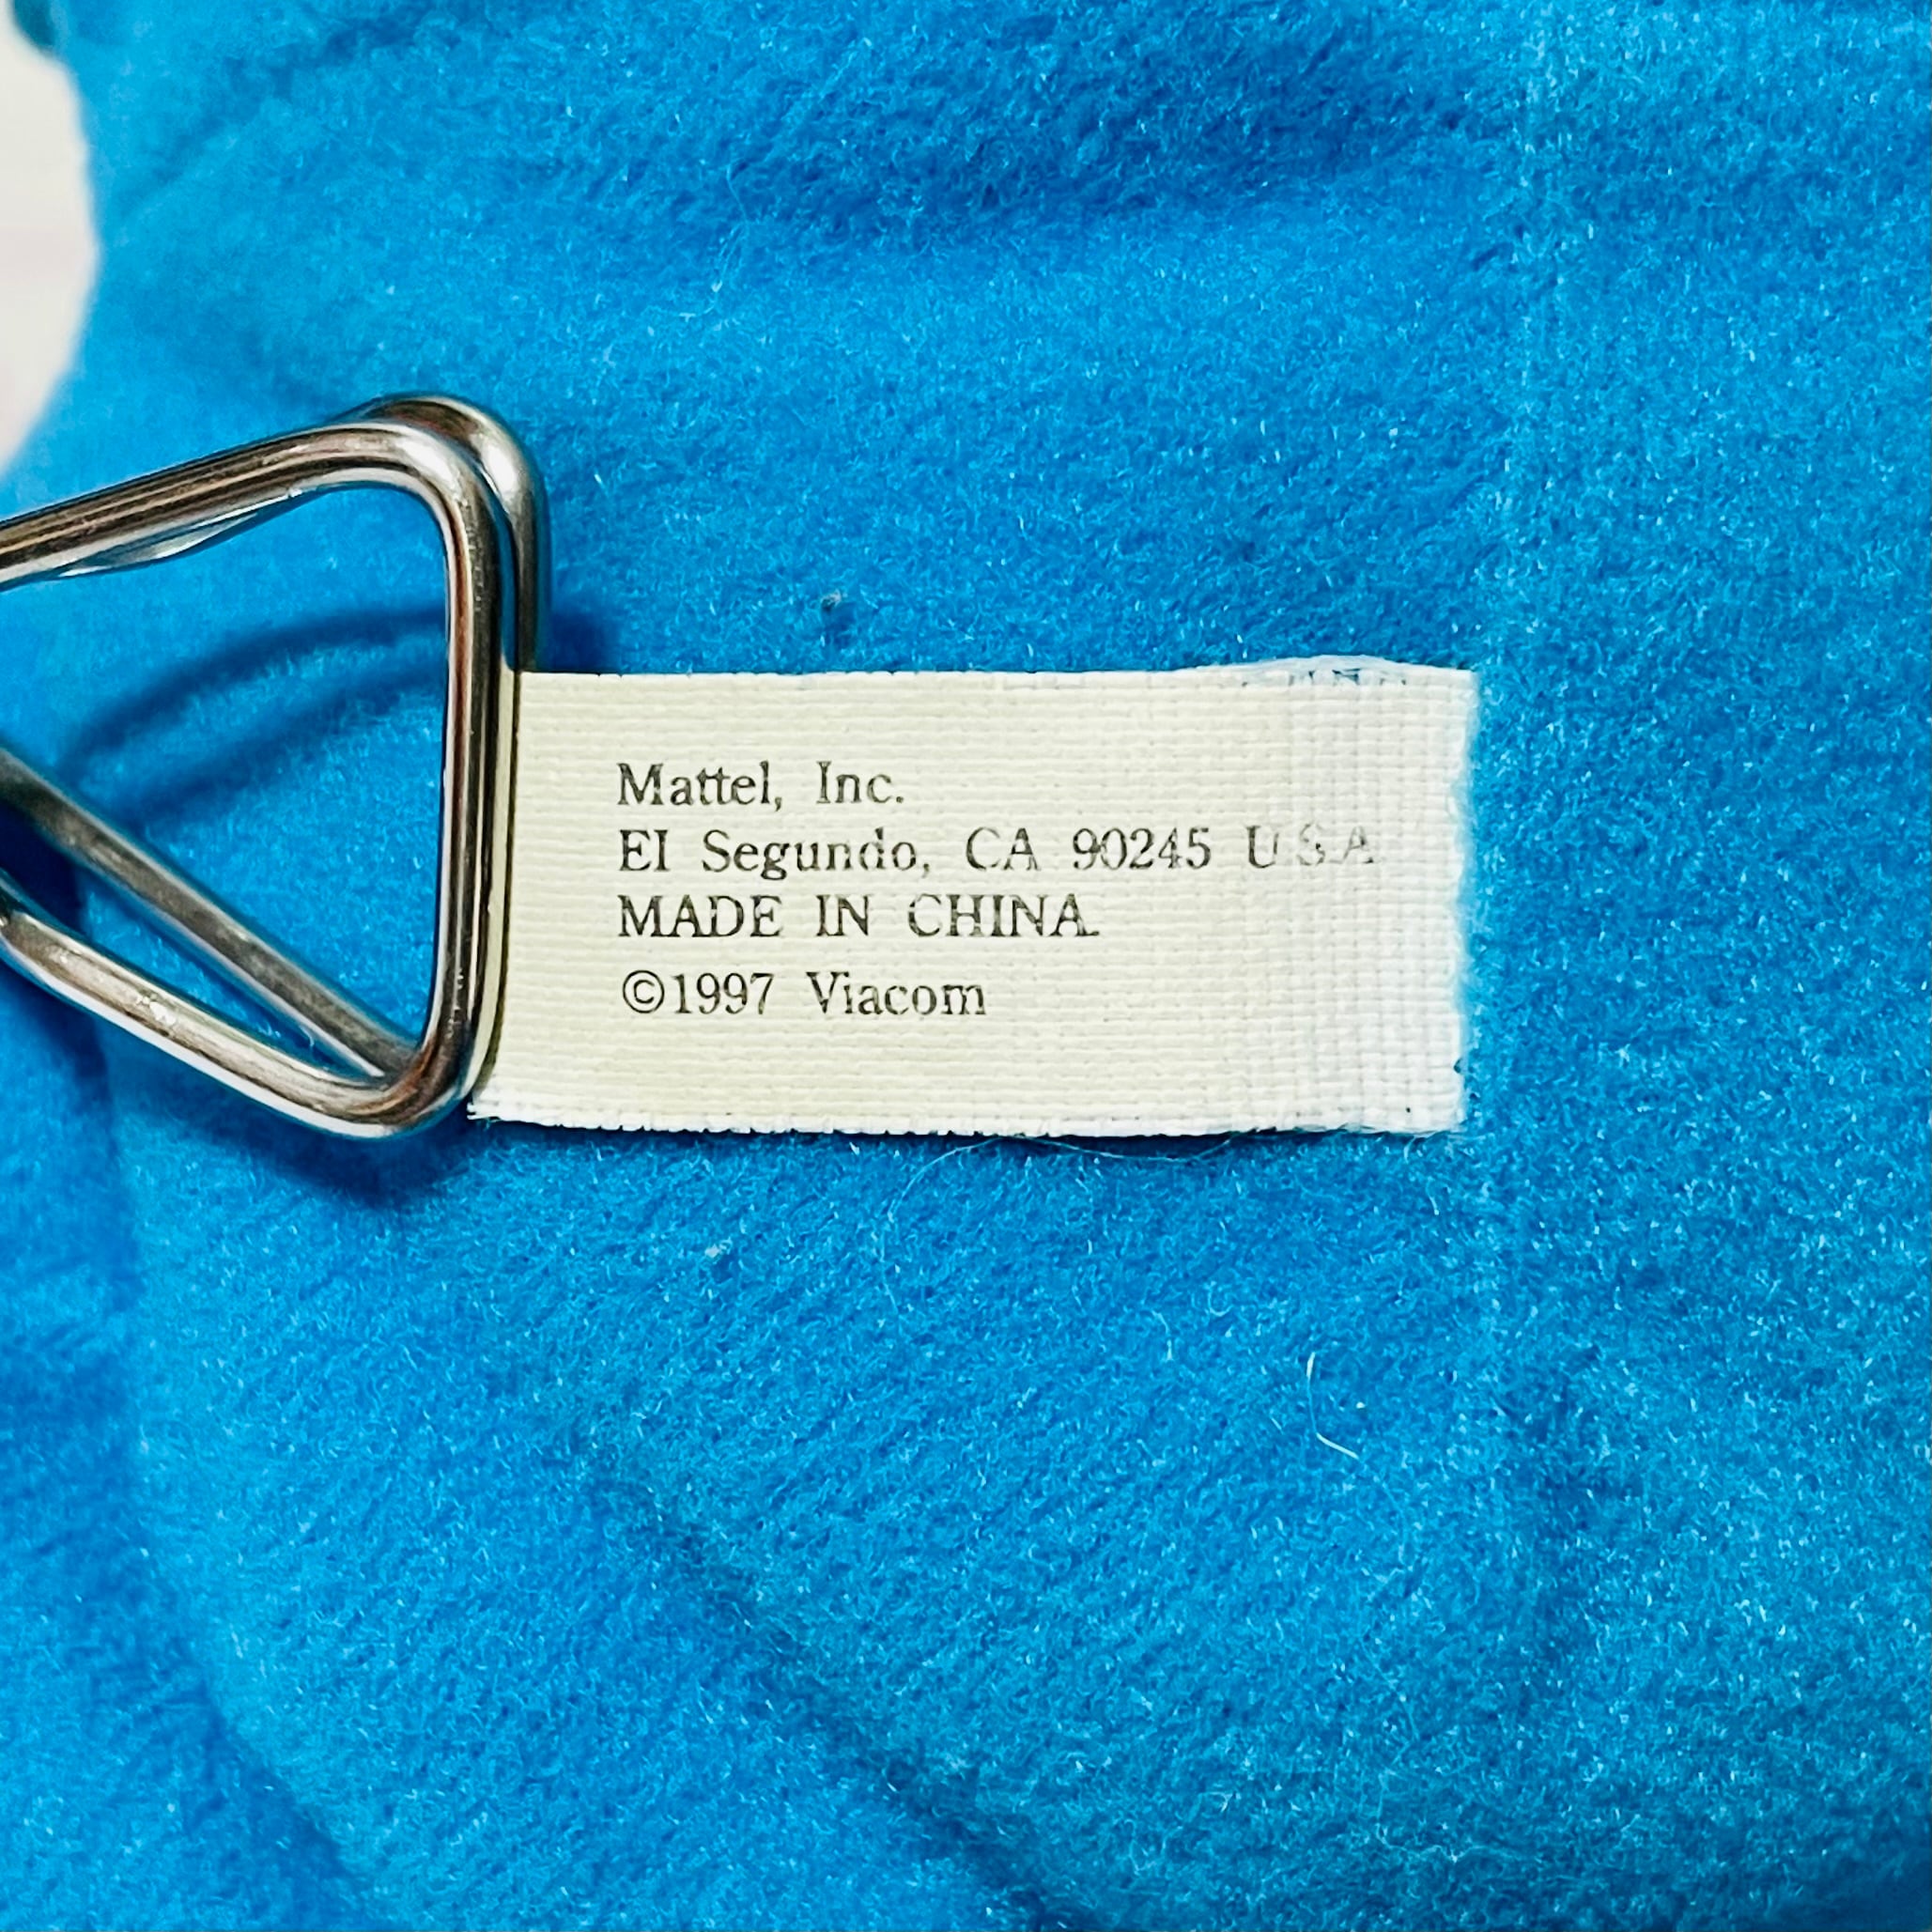 Mattel, Inc.
El Segundo, CA 90245 U.S.A
MADE IN CHINA.
©1997 Viacom